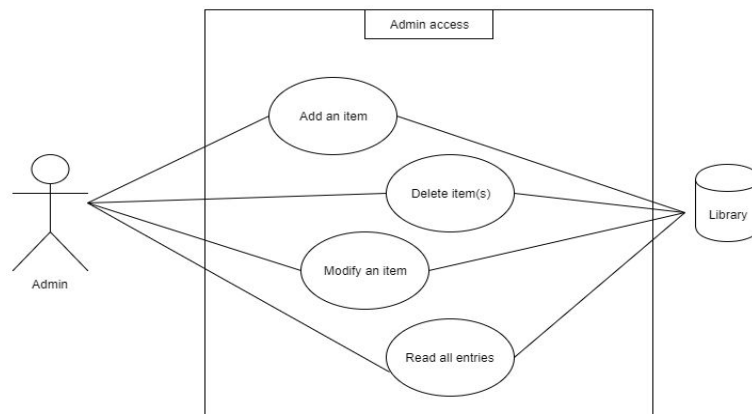 Admin access
Add an item
Delete item(s)
Library
Modify an item
Admin
Read all entries